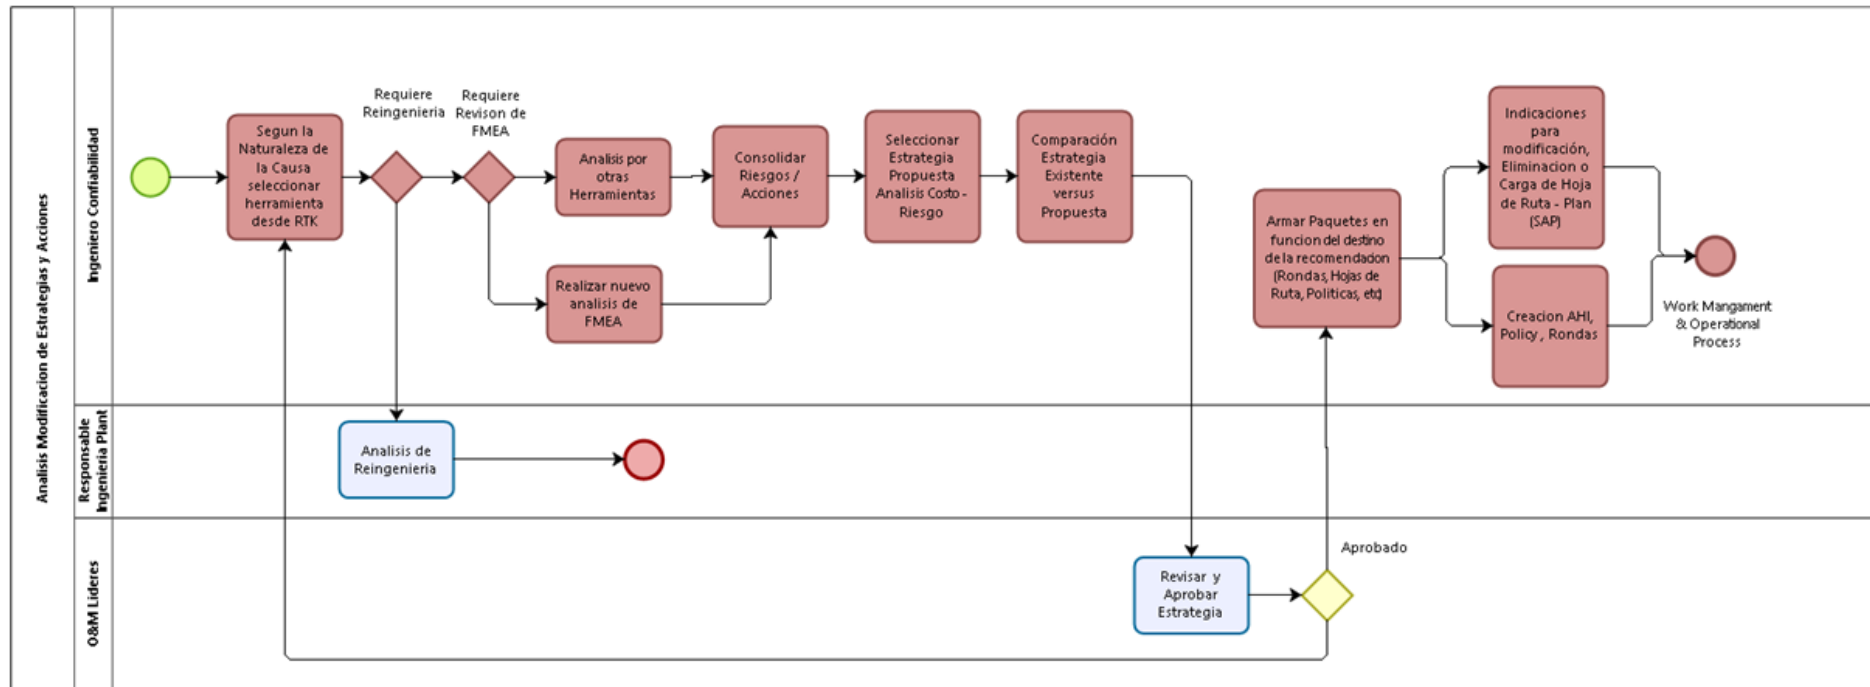 Analisis Modificacion de Estrategias y Acciones
Ingeniero Confiabilidad
Segun la
Naturaleza de
la Causa
seleccionar
herramienta
desde RTK
Requiere
Reingenieria
Requiere
Revison de
FMEA
Analisis por
otras
Herramientas
Realizar nuevo
analisis de
FMEA
Consolidar
Riesgos /
Acciones
Seleccionar
Estrategia
Propuesta
Analisis Costo -
Riesgo
Comparación
Estrategia
Existente
versus
Propuesta
Armar Paquetes en
funcion del destino
de la recomendacion
(Rondas, Hojas de
Ruta, Politicas, etc)
Indicaciones
para
modificación,
Eliminacion o
Carga de Hoja
de Ruta - Plan
(SAP)
Creacion AHI,
Policy , Rondas
Work Mangament
& Operational
Process
Responsable
Ingenieria Plant
Analisis de
Reingenieria
O&M Lideres
Revisar y
Aprobar
Estrategia
Aprobado